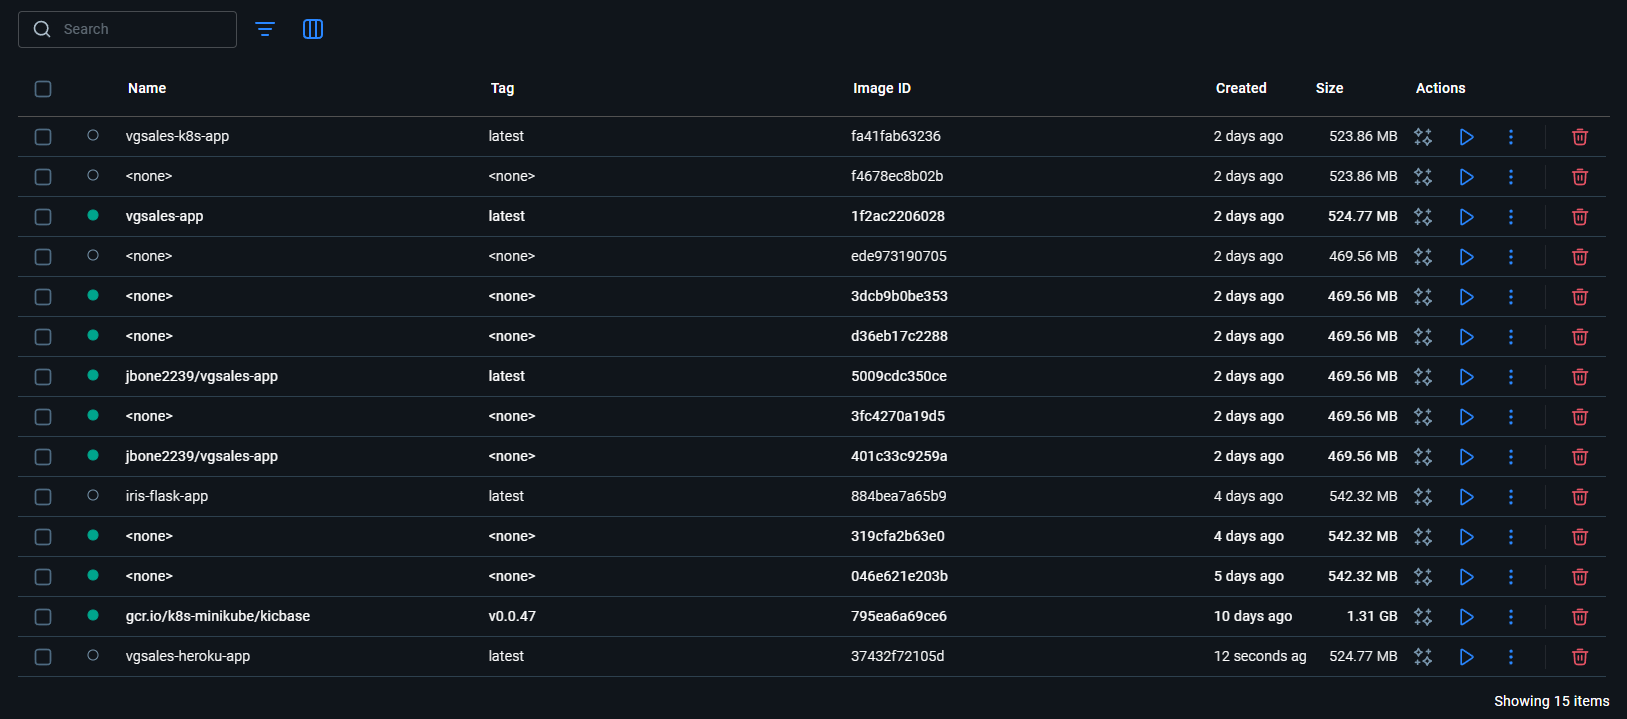 Search
Name Tag Image ID Created Size Actions
vgsales-k8s-app latest fa41fab63236 2 days ago 523.86 MB
<none> <none> f4678ec8b02b 2 days ago 523.86 MB
vgsales-app latest 1f2ac2206028 2 days ago 524.77 MB
<none> <none> ede973190705 2 days ago 469.56 MB
<none> <none> 3dcb9b0be353 2 days ago 469.56 MB
<none> <none> d36eb17c2288 2 days ago 469.56 MB
jbone2239/vgsales-app latest 5009cdc350ce 2 days ago 469.56 MB
<none> <none> 3fc4270a19d5 2 days ago 469.56 MB
jbone2239/vgsales-app <none> 401c33c9259a 2 days ago 469.56 MB
iris-flask-app latest 884bea7a65b9 4 days ago 542.32 MB
<none> <none> 319cfa2b63e0 4 days ago 542.32 MB
<none> <none> 046e621e203b 5 days ago 542.32 MB
gcr.io/k8s-minikube/kicbase v0.0.47 795ea6a69ce6 10 days ago 1.31 GB
vgsales-heroku-app latest 37432f72105d 12 seconds ag 524.77 MB
Showing 15 items